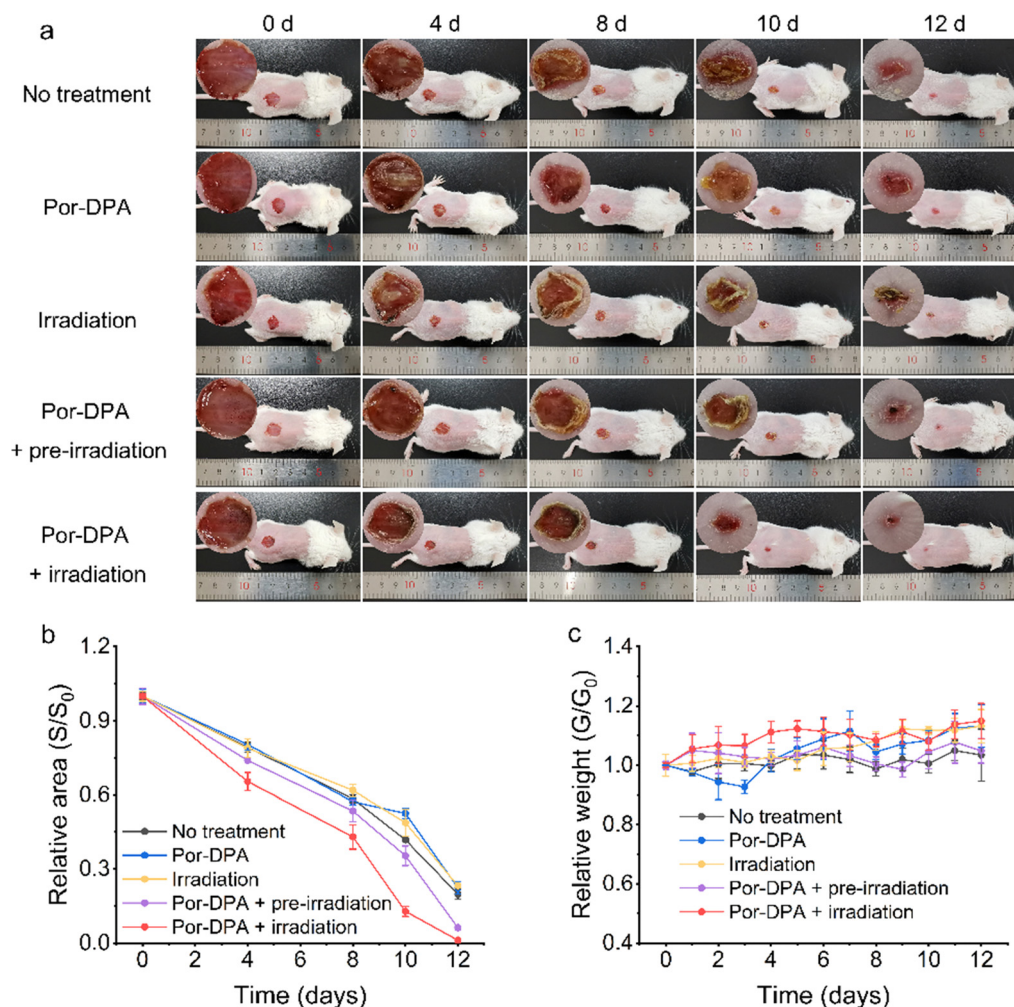 a
0 d 4 d 8 d 10 d 12 d
No treatment
Por-DPA
Irradiation
Por-DPA
+ pre-irradiation
Por-DPA
+ irradiation
b
Relative area (S/S₀)
1.2
0.9
0.6
0.3
0.0
No treatment
Por-DPA
Irradiation
Por-DPA + pre-irradiation
Por-DPA + irradiation
0 2 4 6 8 10 12
Time (days)
c
Relative weight (G/G₀)
1.4
1.2
1.0
0.8
0.6
0.4
No treatment
Por-DPA
Irradiation
Por-DPA + pre-irradiation
Por-DPA + irradiation
0 2 4 6 8 10 12
Time (days)